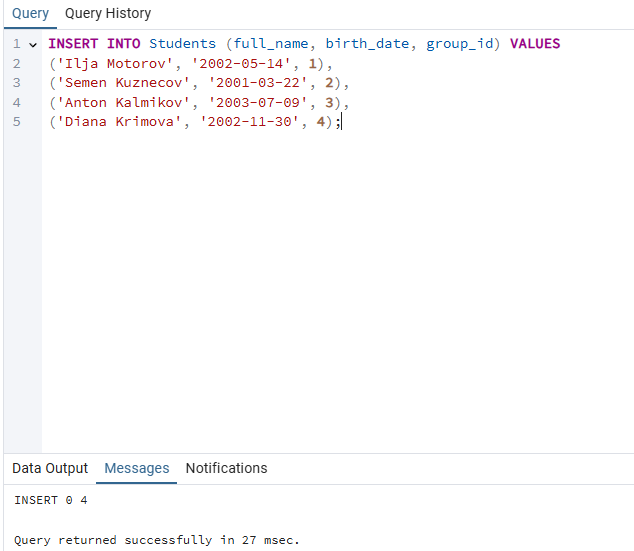 Query Query History
1 INSERT INTO Students (full_name, birth_date, group_id) VALUES
2 ('Ilja Motorov', '2002-05-14', 1),
3 ('Semen Kuznecov', '2001-03-22', 2),
4 ('Anton Kalmikov', '2003-07-09', 3),
5 ('Diana Krimova', '2002-11-30', 4);
Data Output Messages Notifications
INSERT 0 4
Query returned successfully in 27 msec.